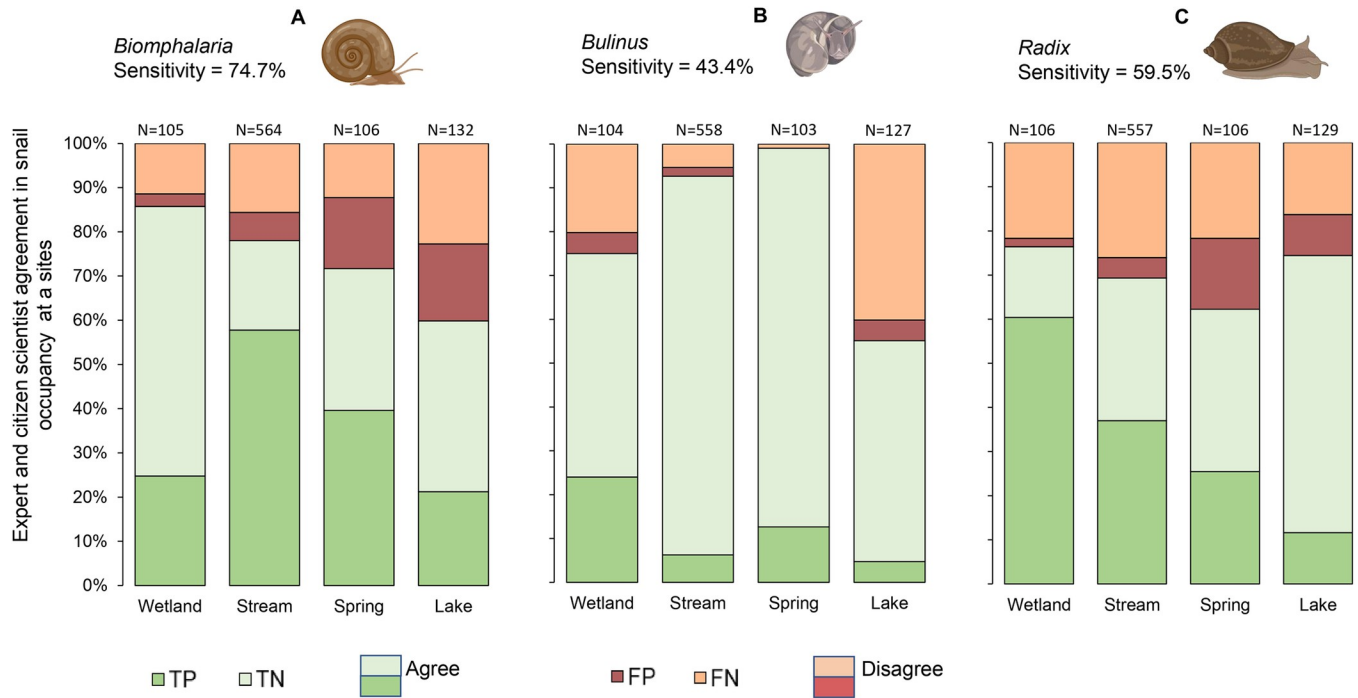 A
Biomphalaria
Sensitivity = 74.7%
B
Bulinus
Sensitivity = 43.4%
C
Radix
Sensitivity = 59.5%
Expert and citizen scientist agreement in snail
occupancy at a sites
N=105 N=564 N=106 N=132
N=104 N=558 N=103 N=127
N=106 N=557 N=106 N=129
100%
90%
80%
70%
60%
50%
40%
30%
20%
10%
0%
Wetland Stream Spring Lake
Wetland Stream Spring Lake
Wetland Stream Spring Lake
TP TN Agree FP FN Disagree